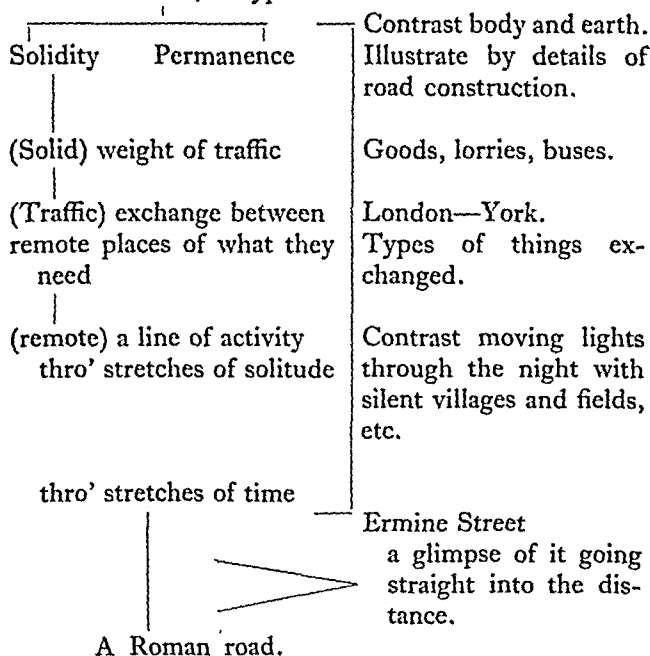 Solidity Permanence
(Solid) weight of traffic
(Traffic) exchange between
remote places of what they
need
(remote) a line of activity
thro' stretches of solitude
thro' stretches of time
A Roman road.
Contrast body and earth.
Illustrate by details of
road construction.
Goods, lorries, buses.
London—York.
Types of things ex-
changed.
Contrast moving lights
through the night with
silent villages and fields,
etc.
Ermine Street
a glimpse of it going
straight into the dis-
tance.